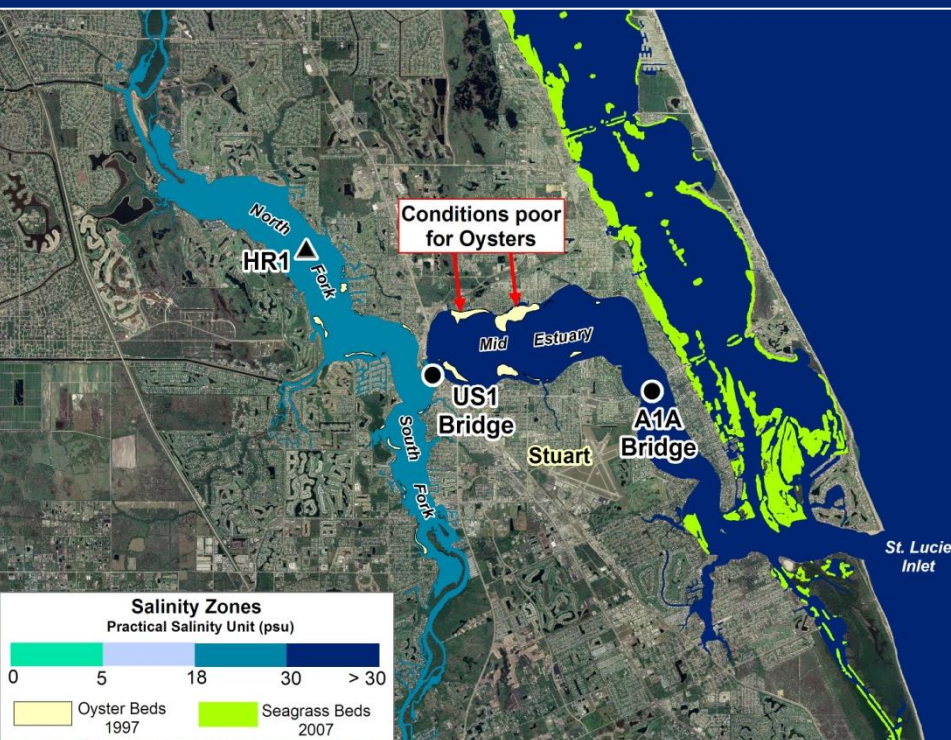 Conditions poor
for Oysters
North
Fork
HR1
Mid Estuary
US1
Bridge
A1A
Bridge
South
Fork
Stuart
St. Lucie
Inlet
Salinity Zones
Practical Salinity Unit (psu)
0 5 18 30 > 30
Oyster Beds
1997
Seagrass Beds
2007